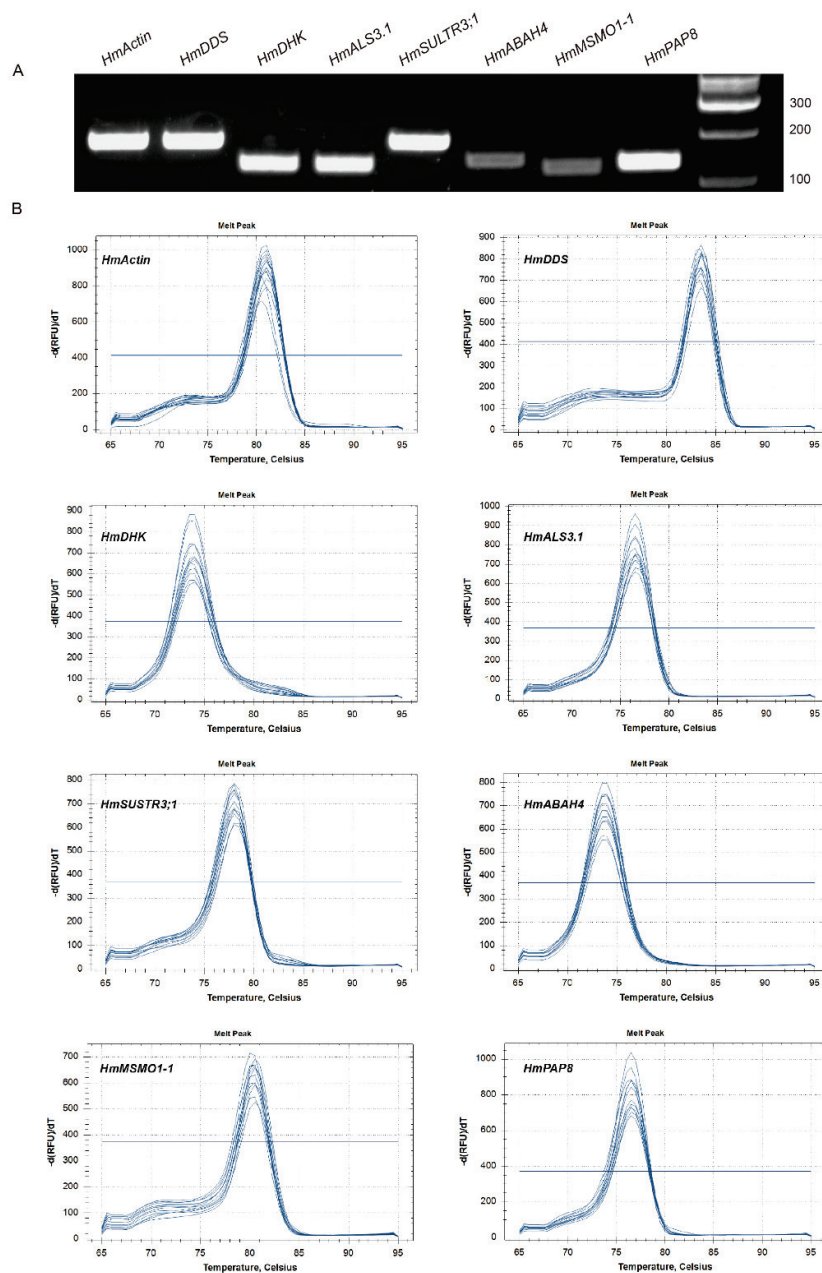 HmActin HmDDS HmDHK HmALS3.1 HmSULTR3;1 HmABAH4 HmMSMO1-1 HmPAP8
A
300
200
100
B
Melt Peak
HmActin
-d(RFU)/dT
1000
800
600
400
200
0
65 70 75 80 85 90 95
Temperature, Celsius
Melt Peak
HmDDS
-d(RFU)/dT
900
800
700
600
500
400
300
200
100
0
65 70 75 80 85 90 95
Temperature, Celsius
Melt Peak
HmDHK
-d(RFU)/dT
900
800
700
600
500
400
300
200
100
0
65 70 75 80 85 90 95
Temperature, Celsius
Melt Peak
HmALS3.1
-d(RFU)/dT
1000
900
800
700
600
500
400
300
200
100
0
65 70 75 80 85 90 95
Temperature, Celsius
Melt Peak
HmSUSTR3;1
-d(RFU)/dT
800
700
600
500
400
300
200
100
0
65 70 75 80 85 90 95
Temperature, Celsius
Melt Peak
HmABAH4
-d(RFU)/dT
800
700
600
500
400
300
200
100
0
65 70 75 80 85 90 95
Temperature, Celsius
Melt Peak
HmMSMO1-1
-d(RFU)/dT
700
600
500
400
300
200
100
0
65 70 75 80 85 90 95
Temperature, Celsius
Melt Peak
HmPAP8
-d(RFU)/dT
1000
800
600
400
200
0
65 70 75 80 85 90 95
Temperature, Celsius